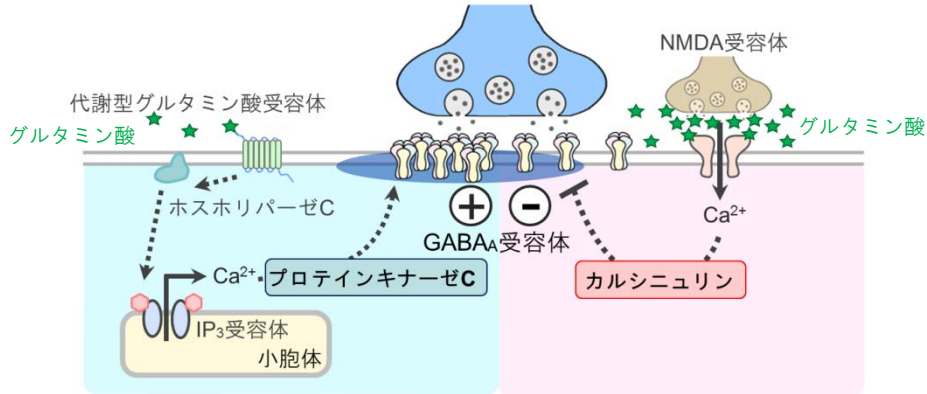 NMDA受容体
代謝型グルタミン酸受容体
グルタミン酸
グルタミン酸
ホスホリパーゼC
+
-
GABAA受容体
Ca2+
Ca2+
プロテインキナーゼC
カルシニュリン
IP3受容体
小胞体